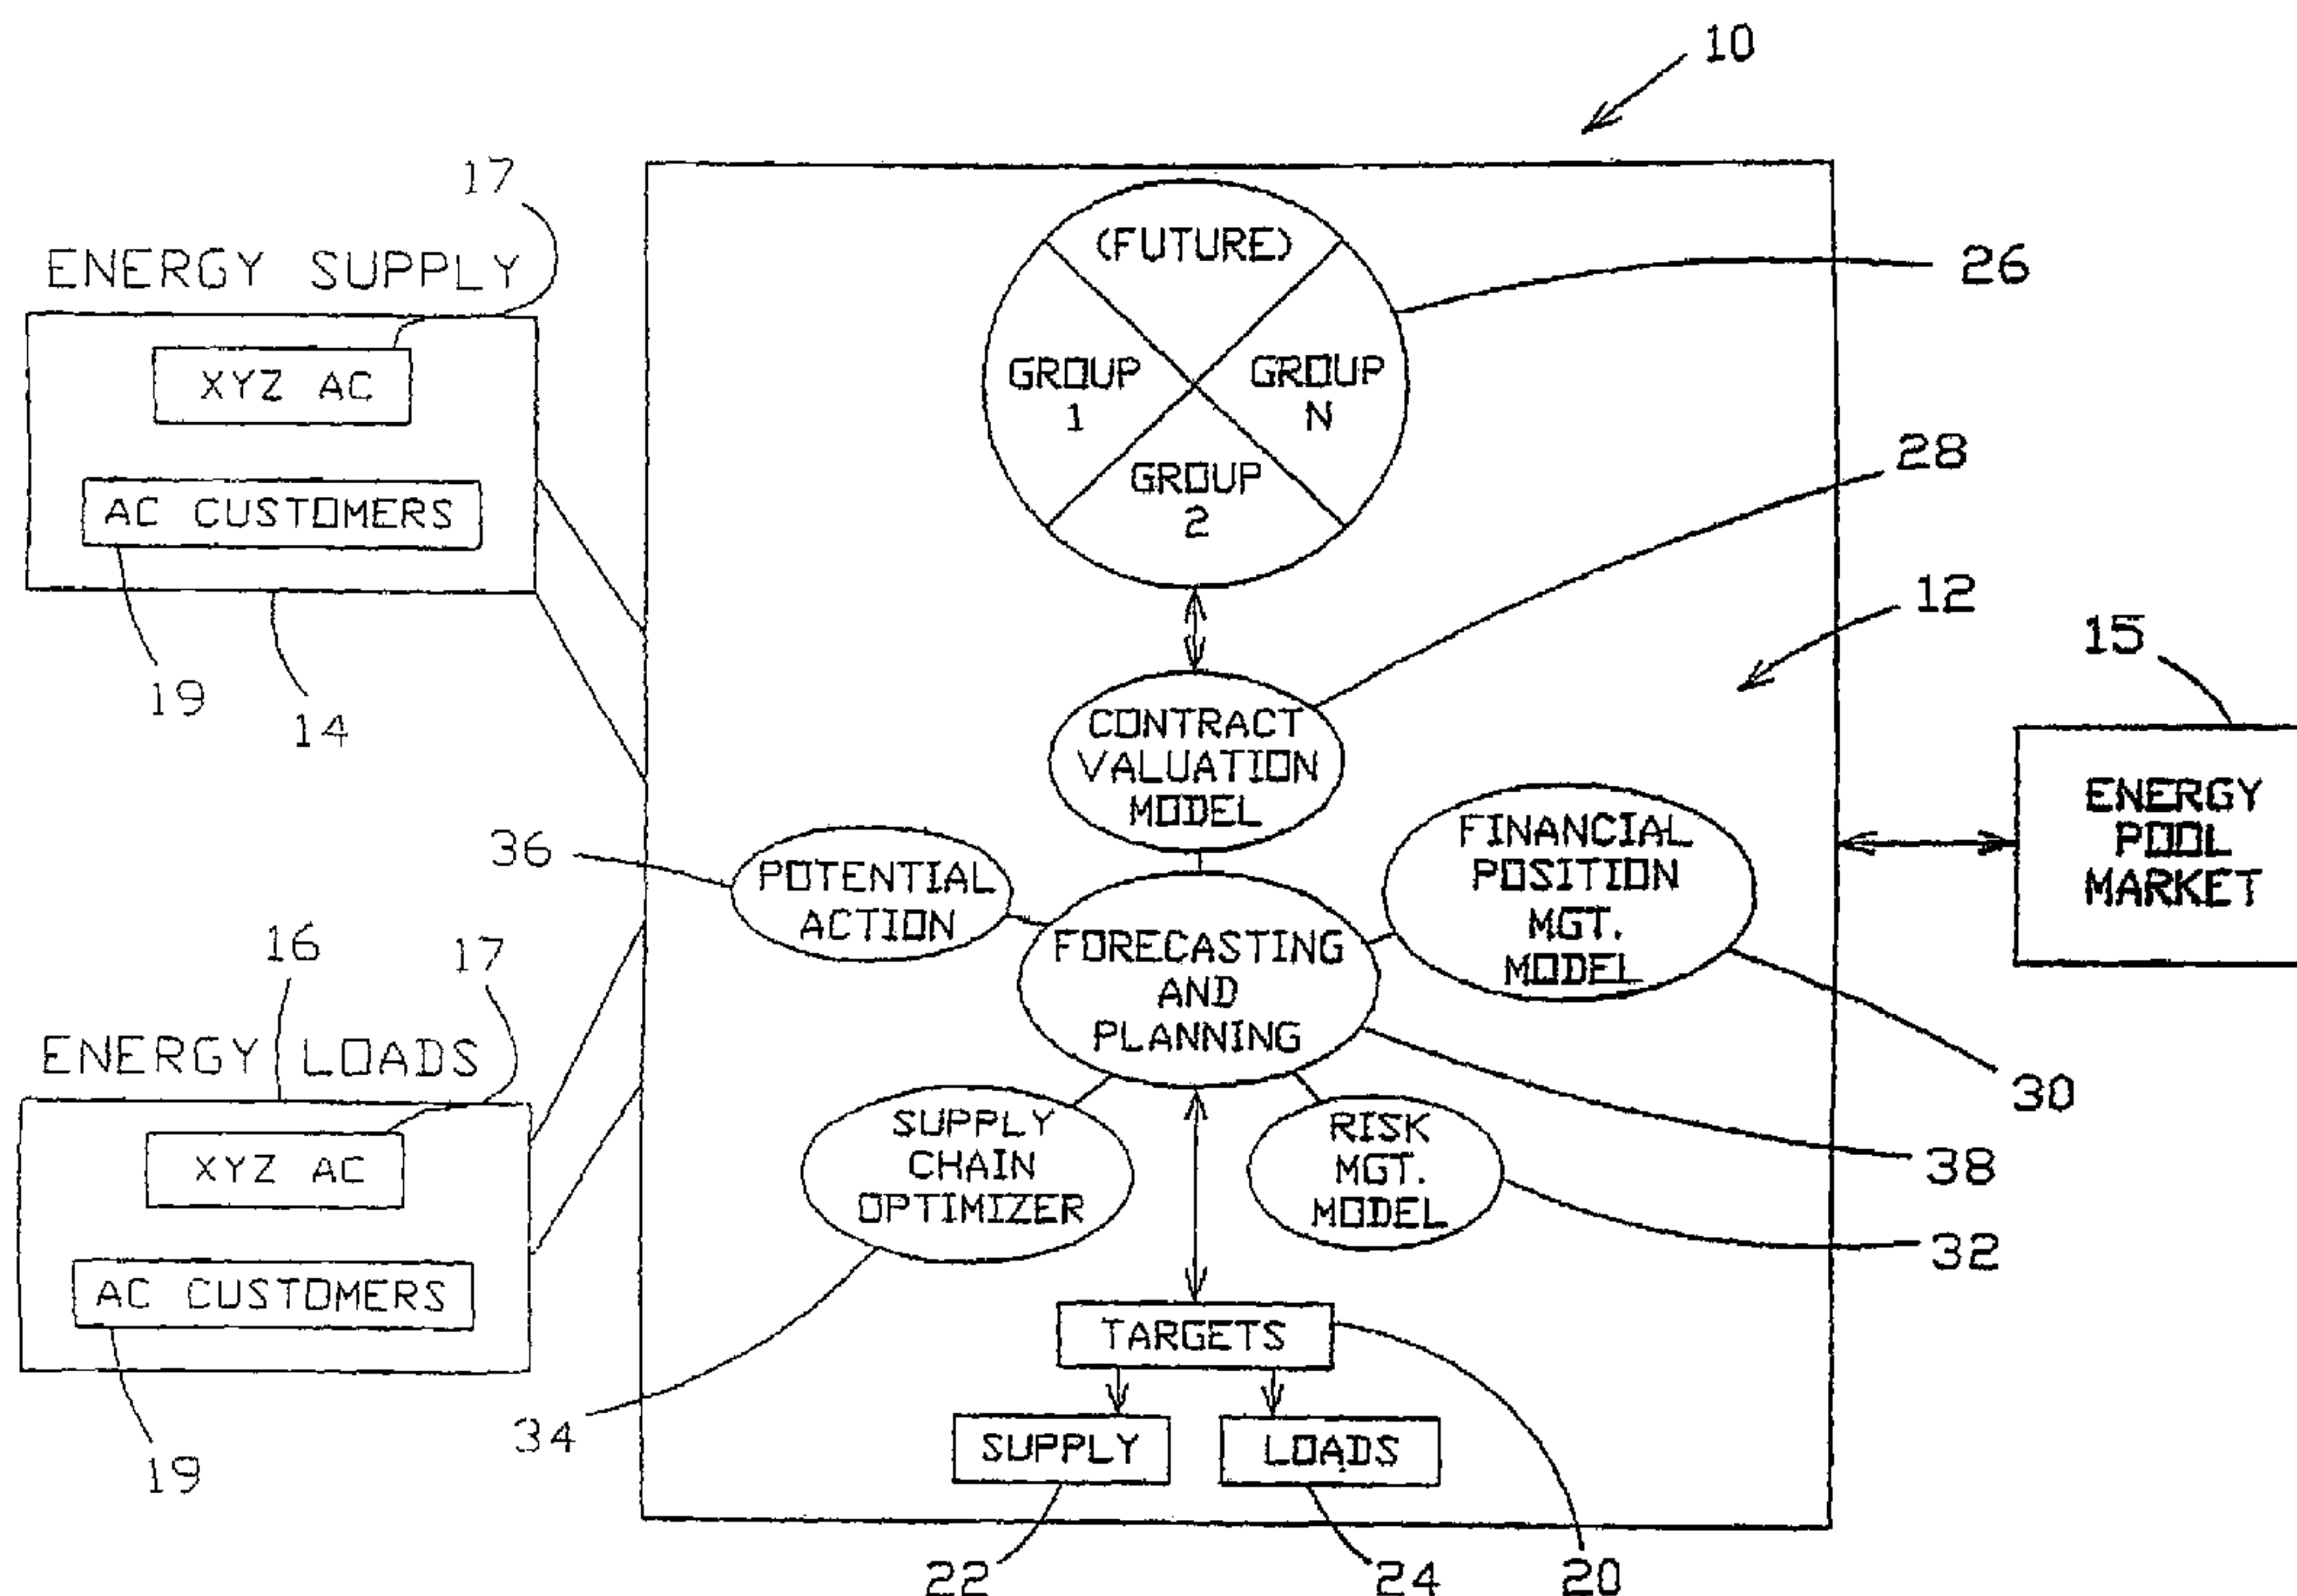 10
17
ENERGY SUPPLY
XYZ AC
AC CUSTOMERS
19
14
(FUTURE)
GROUP
1
GROUP
N
GROUP
2
26
28
12
15
CONTRACT
VALUATION
MODEL
ENERGY
POOL
MARKET
36
POTENTIAL
ACTION
FINANCIAL
POSITION
MGT.
MODEL
FORECASTING
AND
PLANNING
16
17
ENERGY LOADS
XYZ AC
AC CUSTOMERS
19
30
38
32
SUPPLY
CHAIN
OPTIMIZER
RISK
MGT.
MODEL
34
TARGETS
SUPPLY
LOADS
22
24
20